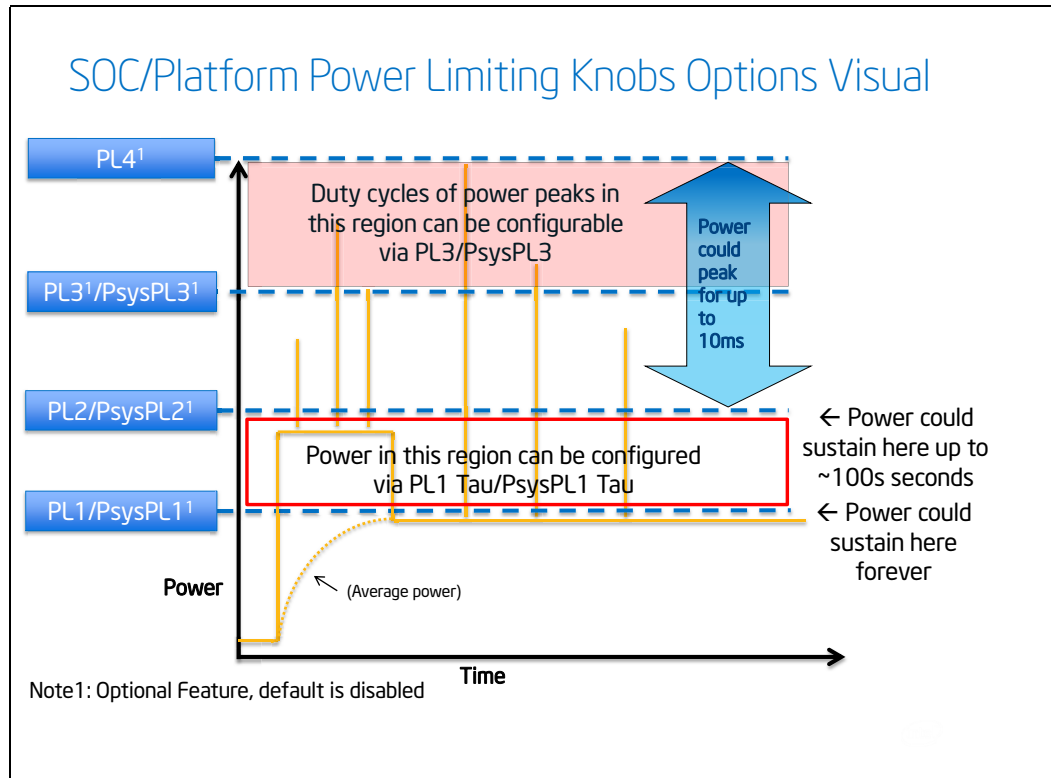 SOC/Platform Power Limiting Knobs Options Visual
PL4¹
Duty cycles of power peaks in
this region can be configurable
via PL3/PsysPL3
Power
could
peak
for up
to
10ms
PL3¹/PsysPL3¹
PL2/PsysPL2¹
← Power could
sustain here up to
~100s seconds
Power in this region can be configured
via PL1 Tau/PsysPL1 Tau
PL1/PsysPL1¹
← Power could
sustain here
forever
Power
(Average power)
Time
Note1: Optional Feature, default is disabled